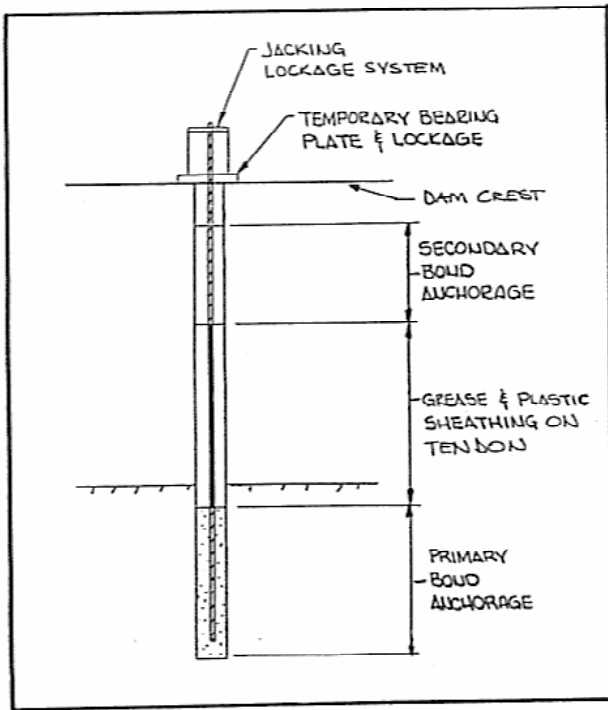 JACKING
LOCKAGE SYSTEM
TEMPORARY BEARING
PLATE & LOCKAGE
DAM CREST
SECONDARY
BOND
ANCHORAGE
GREASE & PLASTIC
SHEATHING ON
TENDON
PRIMARY
BOND
ANCHORAGE